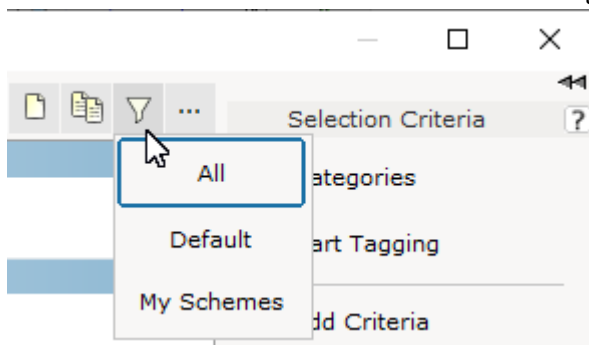 ...
Selection Criteria
?
All
ategories
Default
art Tagging
My Schemes
dd Criteria